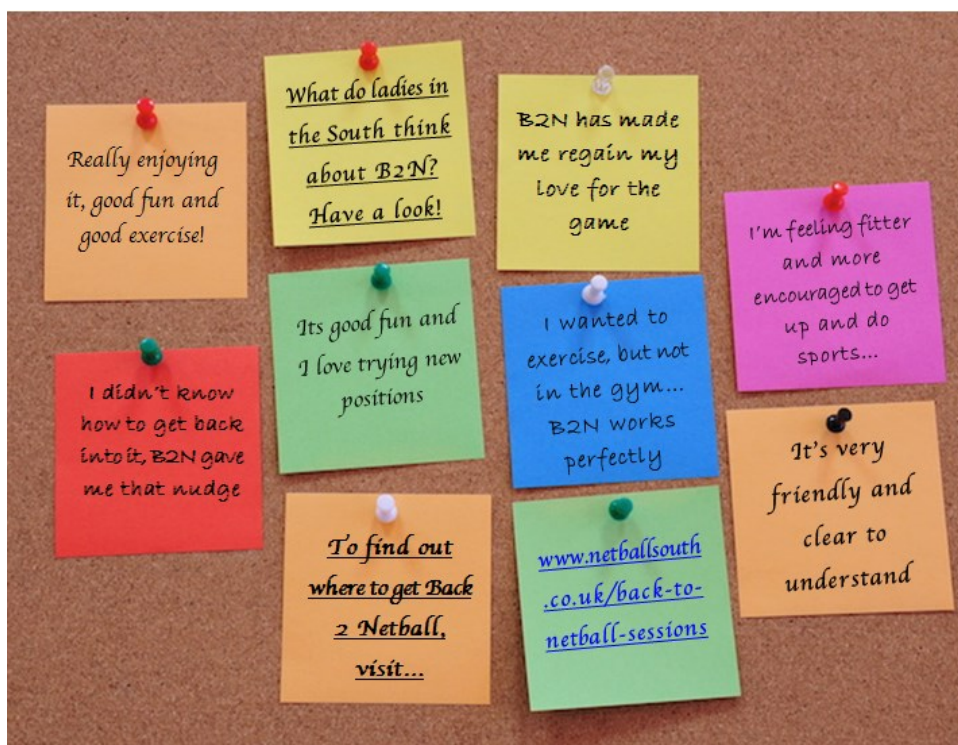 What do ladies in
the South think
about B2N?
Have a look!
Really enjoying
it, good fun and
good exercise!
B2N has made
me regain my
love for the
game
I'm feeling fitter
and more
encouraged to get
up and do
sports...
Its good fun and
I love trying new
positions
I wanted to
exercise, but not
in the gym...
B2N works
perfectly
I didn't know
how to get back
into it, B2N gave
me that nudge
It's very
friendly and
clear to
understand
To find out
where to get Back
2 Netball,
visit...
www.netballsouth
.co.uk/back-to-
netball-sessions